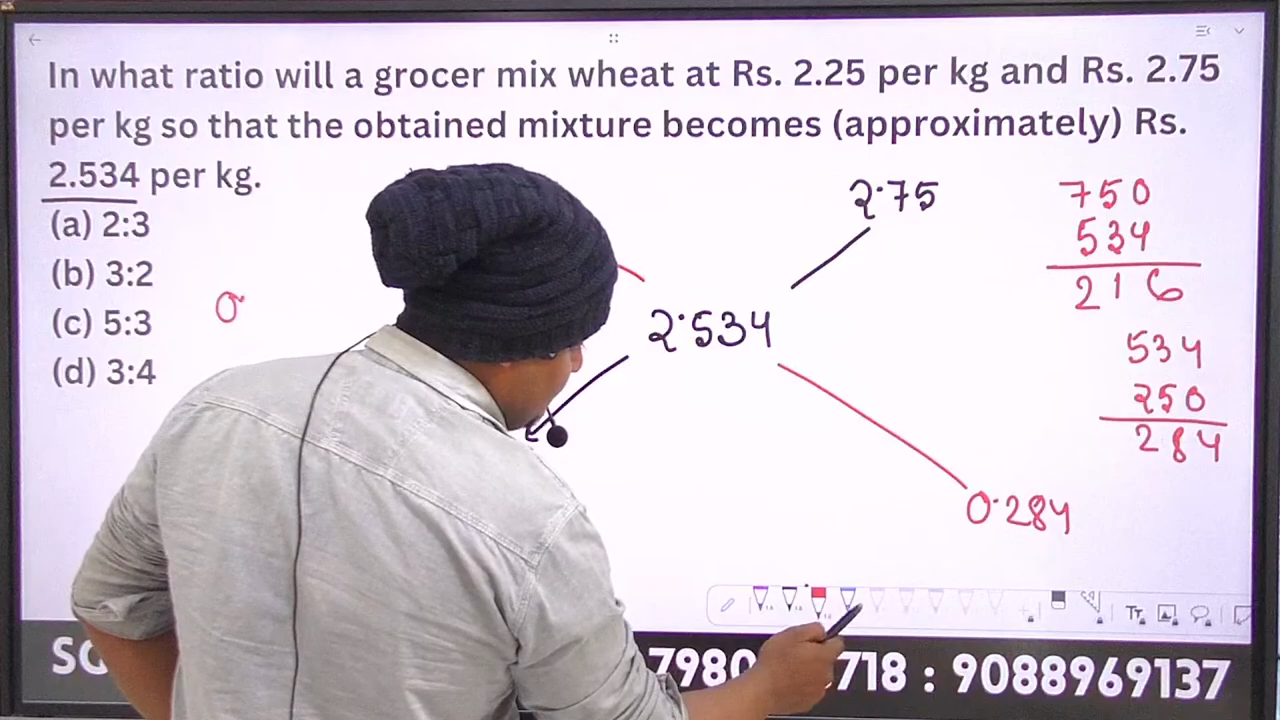 In what ratio will a grocer mix wheat at Rs. 2.25 per kg and Rs. 2.75
per kg so that the obtained mixture becomes (approximately) Rs.
2.534 per kg.
(a) 2:3
(b) 3:2
(c) 5:3
(d) 3:4
2.75
2.534
0.284
750
534
216
534
250
284
718 : 9088969137